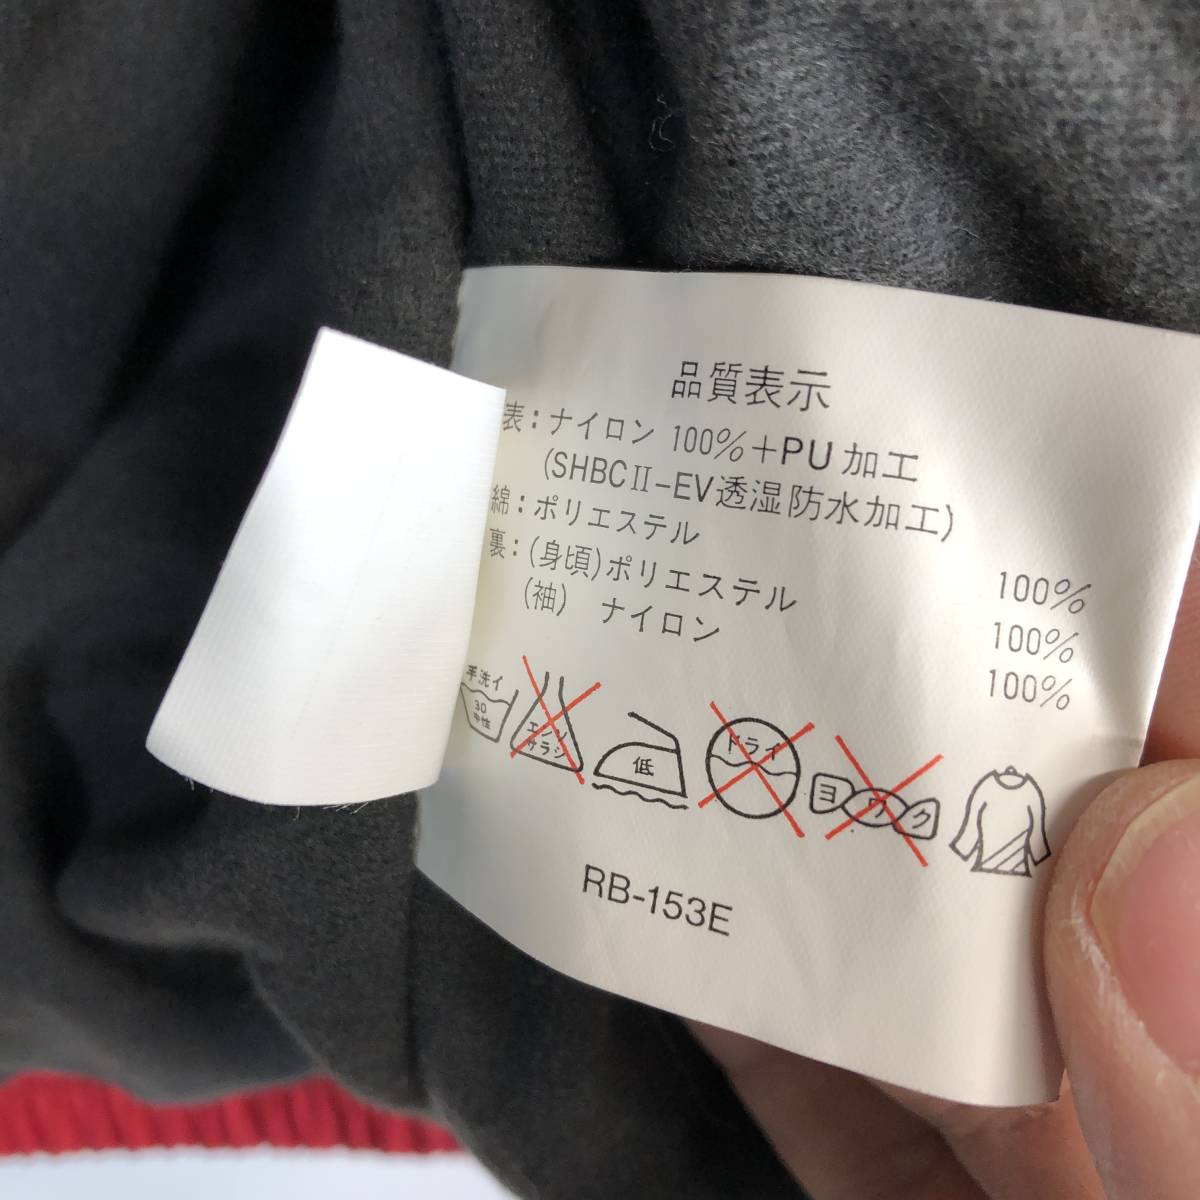 品質表示
表：ナイロン 100%＋PU加工
(SHBCⅡ-EV透湿防水加工)
綿：ポリエステル 100%
裏：(身頃)ポリエステル 100%
(袖) ナイロン 100%
手洗イ
30
中性
エンソ
サラシ
低
ドライ
ヨワク
RB-153E